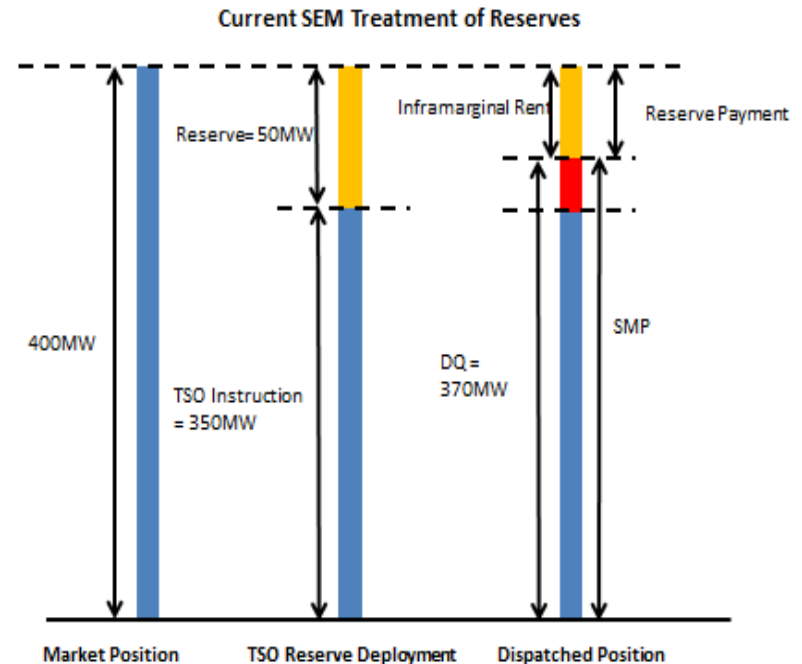 Current SEM Treatment of Reserves
Inframarginal Rent
Reserve Payment
Reserve= 50MW
400MW
SMP
DQ =
370MW
TSO Instruction
= 350MW
Market Position
TSO Reserve Deployment
Dispatched Position